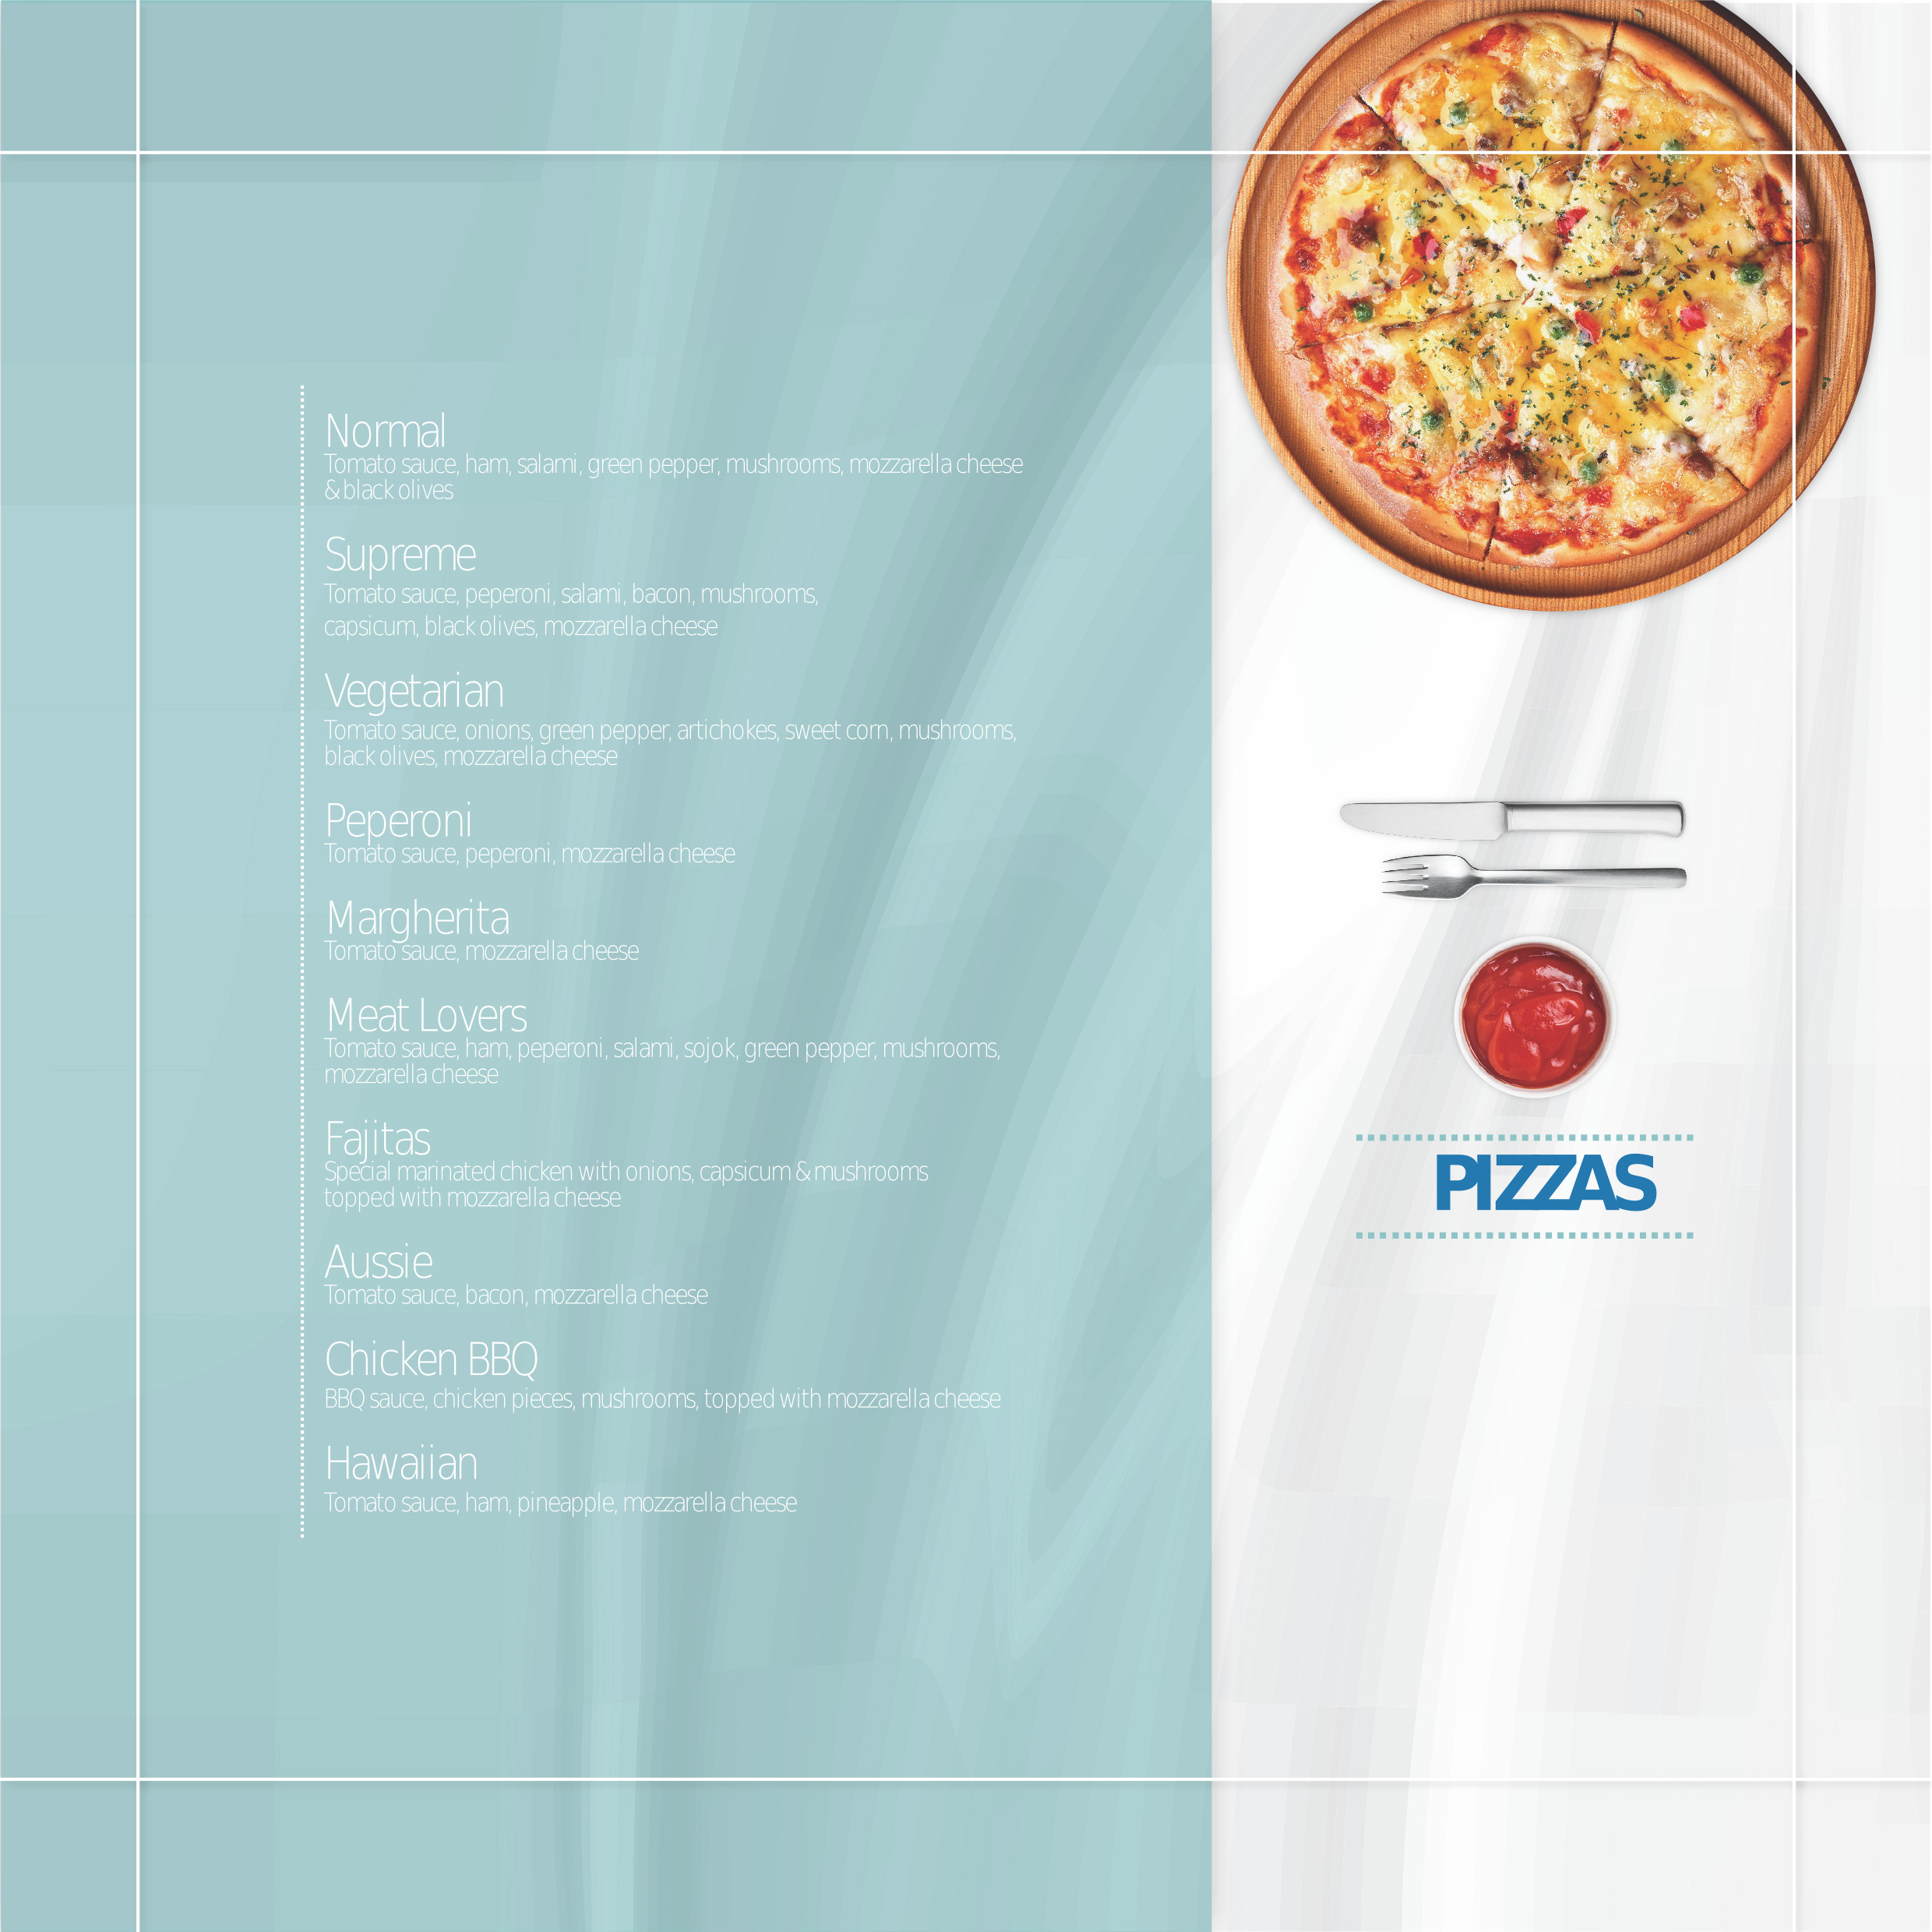 Normal
Tomato sauce, ham, salami, green pepper, mushrooms, mozzarella cheese
& black olives
Supreme
Tomato sauce, peperoni, salami, bacon, mushrooms,
capsicum, black olives, mozzarella cheese
Vegetarian
Tomato sauce, onions, green pepper, artichokes, sweet corn, mushrooms,
black olives, mozzarella cheese
Peperoni
Tomato sauce, peperoni, mozzarella cheese
Margherita
Tomato sauce, mozzarella cheese
Meat Lovers
Tomato sauce, ham, peperoni, salami, sojok, green pepper, mushrooms,
mozzarella cheese
Fajitas
Special marinated chicken with onions, capsicum & mushrooms
topped with mozzarella cheese
Aussie
Tomato sauce, bacon, mozzarella cheese
Chicken BBQ
BBQ sauce, chicken pieces, mushrooms, topped with mozzarella cheese
Hawaiian
Tomato sauce, ham, pineapple, mozzarella cheese
PIZZAS